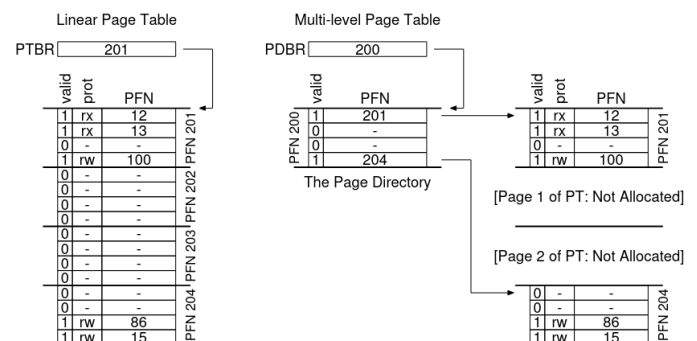 Linear Page Table
PTBR 201
valid prot PFN
1 rx 12
1 rx 13
0 - -
1 rw 100
PFN 201
0 - -
0 - -
0 - -
0 - -
PFN 202
0 - -
0 - -
0 - -
0 - -
PFN 203
0 - -
0 - -
1 rw 86
1 rw 15
PFN 204
Multi-level Page Table
PDBR 200
valid PFN
1 201
0 -
0 -
1 204
PFN 200
The Page Directory
valid prot PFN
1 rx 12
1 rx 13
0 - -
1 rw 100
PFN 201
[Page 1 of PT: Not Allocated]
[Page 2 of PT: Not Allocated]
0 - -
0 - -
1 rw 86
1 rw 15
PFN 204